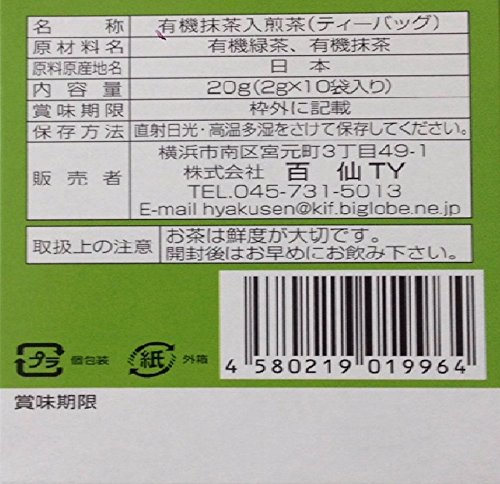 名称 有機抹茶入煎茶(ティーバッグ)
原材料名 有機緑茶、有機抹茶
原料原産地名 日本
内容量 20g(2g×10袋入り)
賞味期限 枠外に記載
保存方法 直射日光・高温多湿をさけて保存してください。
販売者 横浜市南区宮元町3丁目49-1
株式会社 百仙TY
TEL.045-731-5013
E-mail hyakusen@kif.biglobe.ne.jp
取扱上の注意 お茶は鮮度が大切です。
開封後はお早めにお飲み下さい。
プラ 個包装 紙 外箱
4 580219 019964
賞味期限